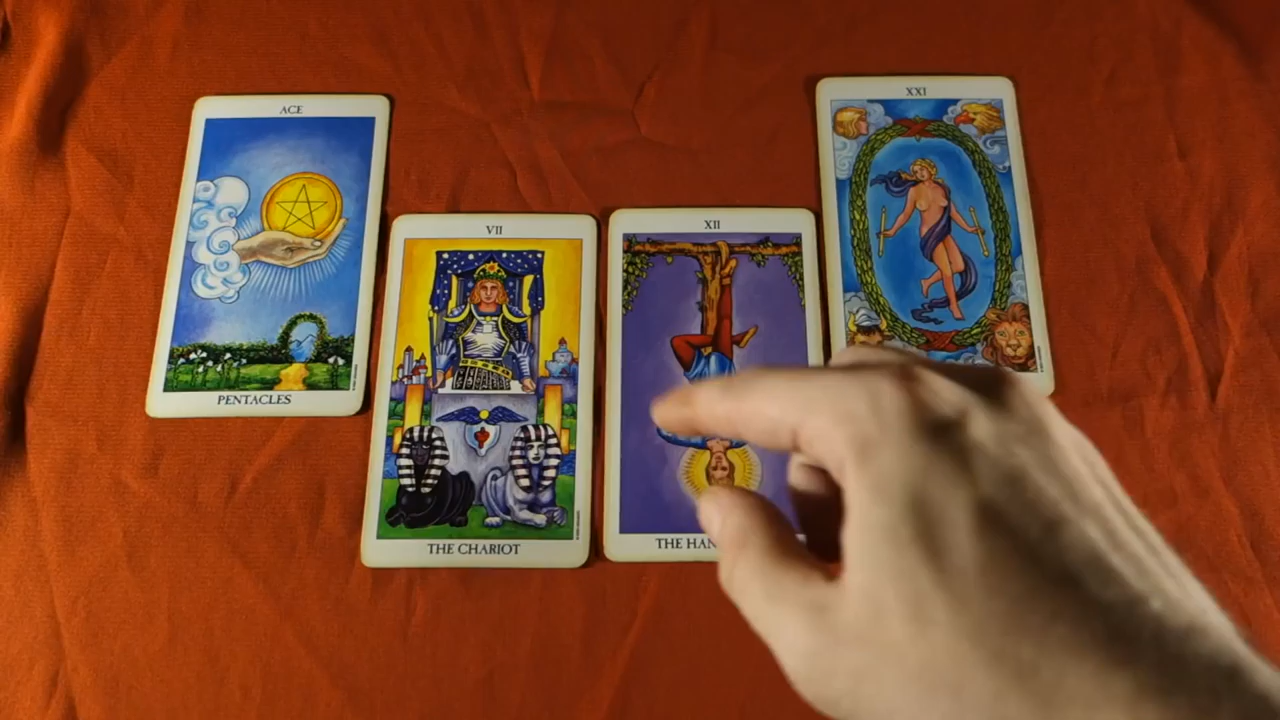 ACE
PENTACLES
VII
THE CHARIOT
XII
THE HAN
XXI